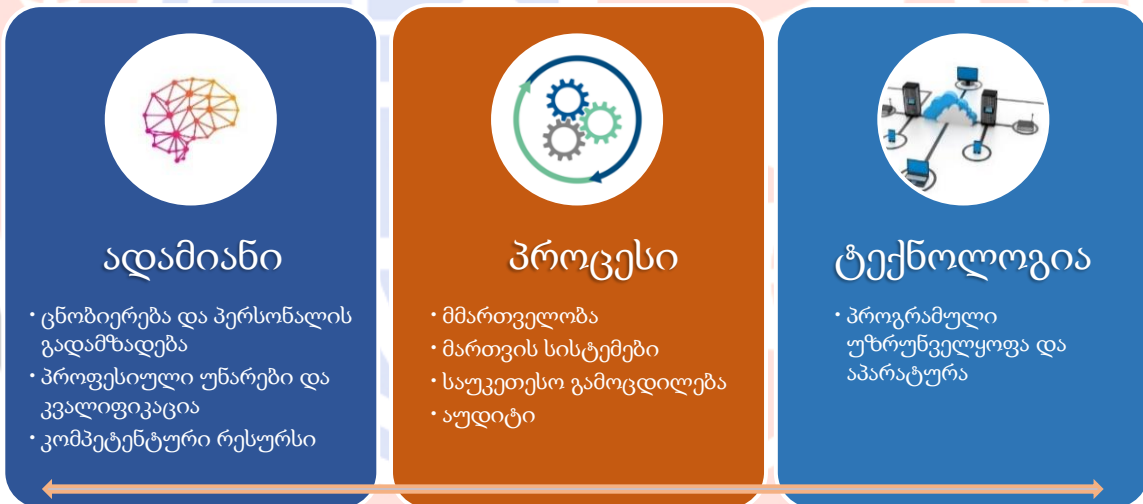 ადამიანი
· ცნობიერება და პერსონალის
გადამზადება
· პროფესიული უნარები და
კვალიფიკაცია
· კომპეტენტური რესურსი
პროცესი
· მმართველობა
· მართვის სისტემები
· საუკეთესო გამოცდილება
· აუდიტი
ტექნოლოგია
· პროგრამული
უზრუნველყოფა და
აპარატურა